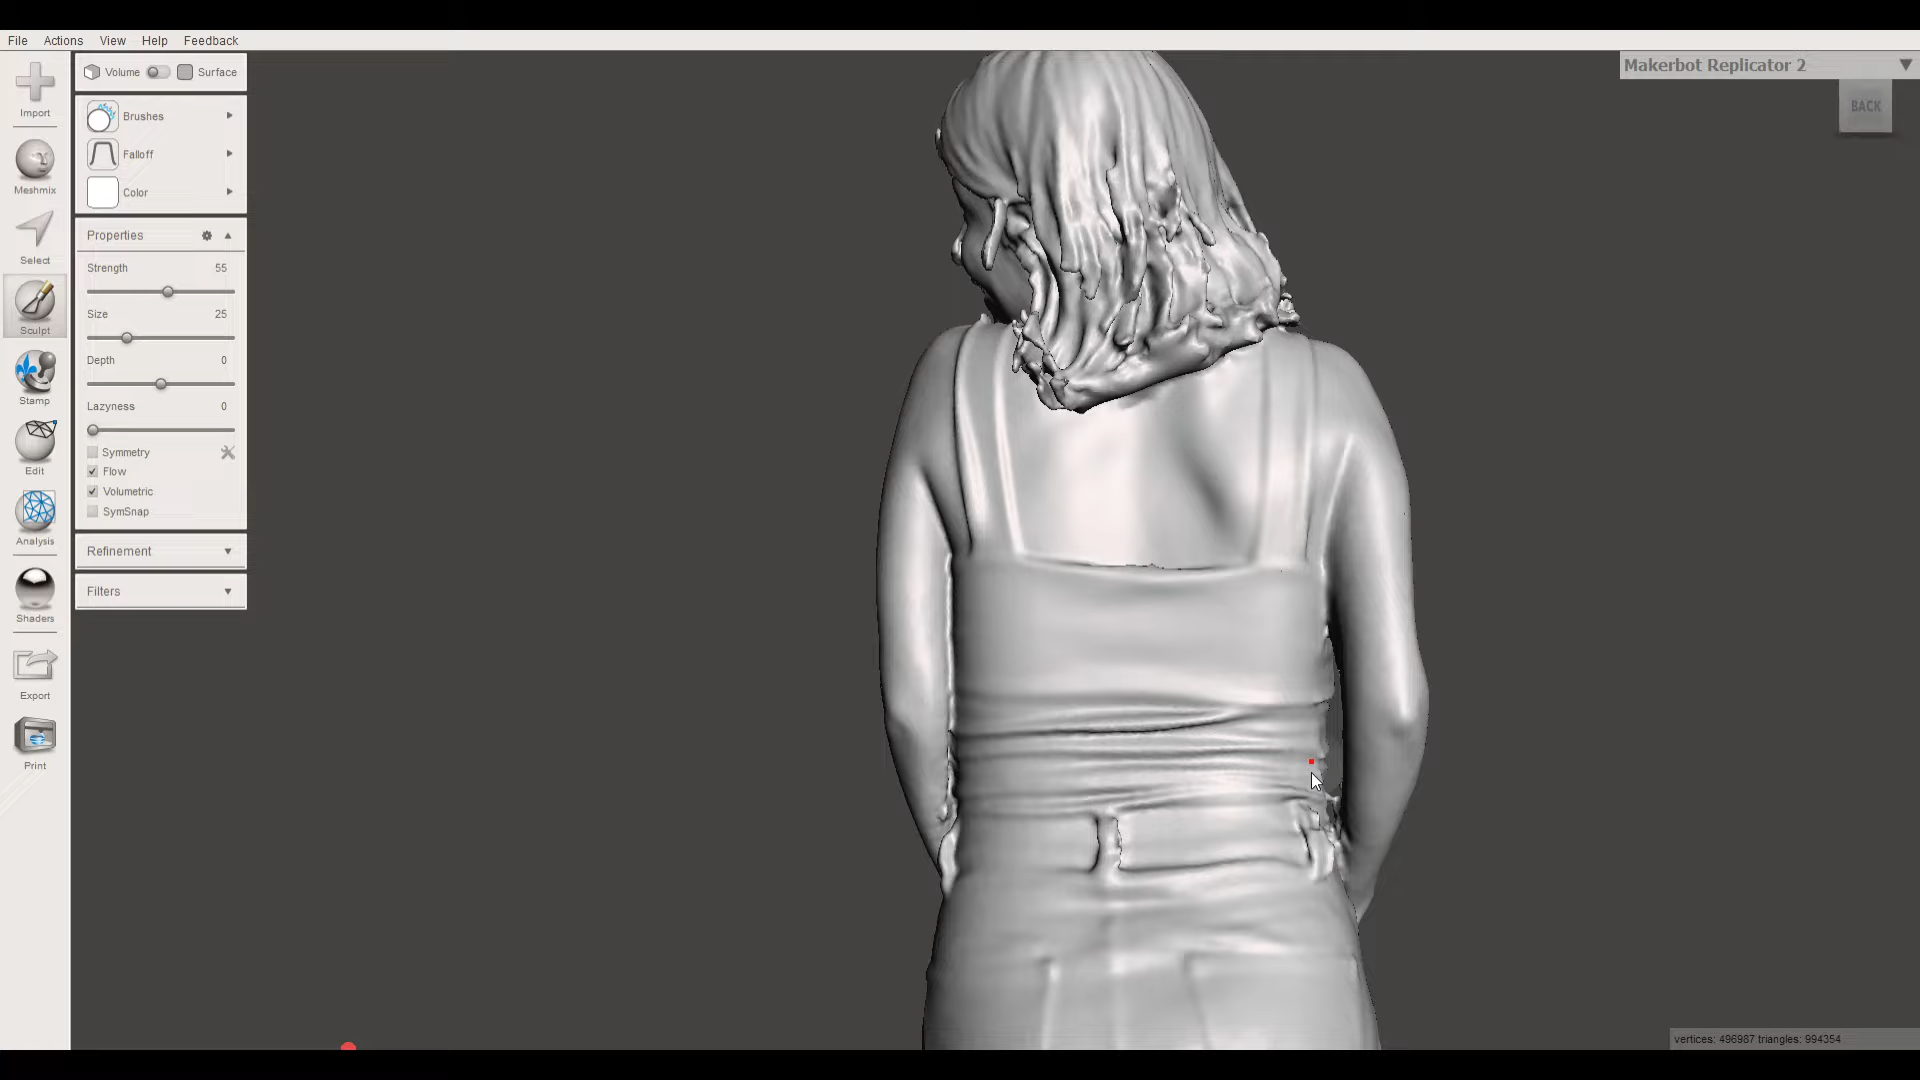 File Actions View Help Feedback
Import
Meshmix
Select
Sculpt
Stamp
Edit
Analysis
Shaders
Export
Print
Volume Surface
Brushes
Falloff
Color
Properties
Strength 55
Size 25
Depth 0
Lazyness 0
Symmetry
Flow
Volumetric
SymSnap
Refinement
Filters
Makerbot Replicator 2
BACK
vertices: 496987 triangles: 994354